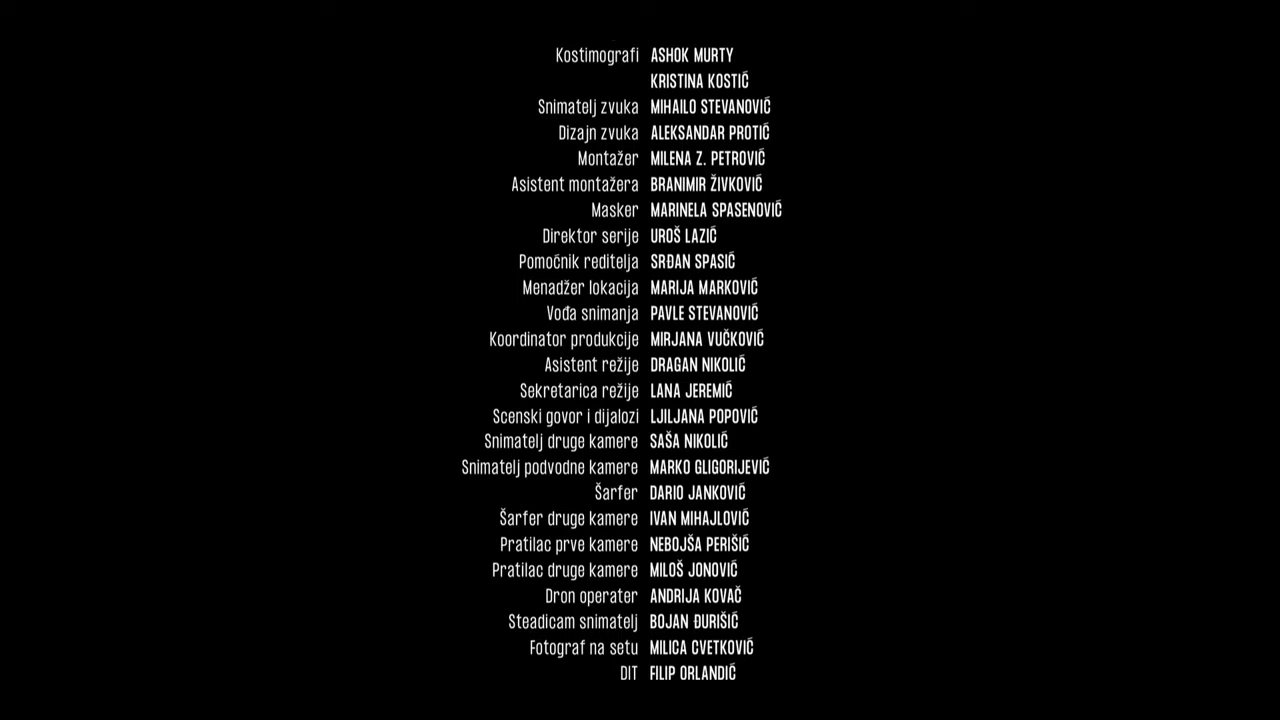 Kostimografi ASHOK MURTY
KRISTINA KOSTIĆ
Snimatelj zvuka MIHAILO STEVANOVIĆ
Dizajn zvuka ALEKSANDAR PROTIĆ
Montažer MILENA Z. PETROVIĆ
Asistent montažera BRANIMIR ŽIVKOVIĆ
Masker MARINELA SPASENOVIĆ
Direktor serije UROŠ LAZIĆ
Pomoćnik reditelja SRĐAN SPASIĆ
Menadžer lokacija MARIJA MARKOVIĆ
Vođa snimanja PAVLE STEVANOVIĆ
Koordinator produkcije MIRJANA VUČKOVIĆ
Asistent režije DRAGAN NIKOLIĆ
Sekretarica režije LANA JEREMIĆ
Scenski govor i dijalozi LJILJANA POPOVIĆ
Snimatelj druge kamere SAŠA NIKOLIĆ
Snimatelj podvodne kamere MARKO GLIGORIJEVIĆ
Šarfer DARIO JANKOVIĆ
Šarfer druge kamere IVAN MIHAJLOVIĆ
Pratilac prve kamere NEBOJŠA PERIŠIĆ
Pratilac druge kamere MILOŠ JONOVIĆ
Dron operater ANDRIJA KOVAČ
Steadicam snimatelj BOJAN ĐURIŠIĆ
Fotograf na setu MILICA CVETKOVIĆ
DIT FILIP ORLANDIĆ